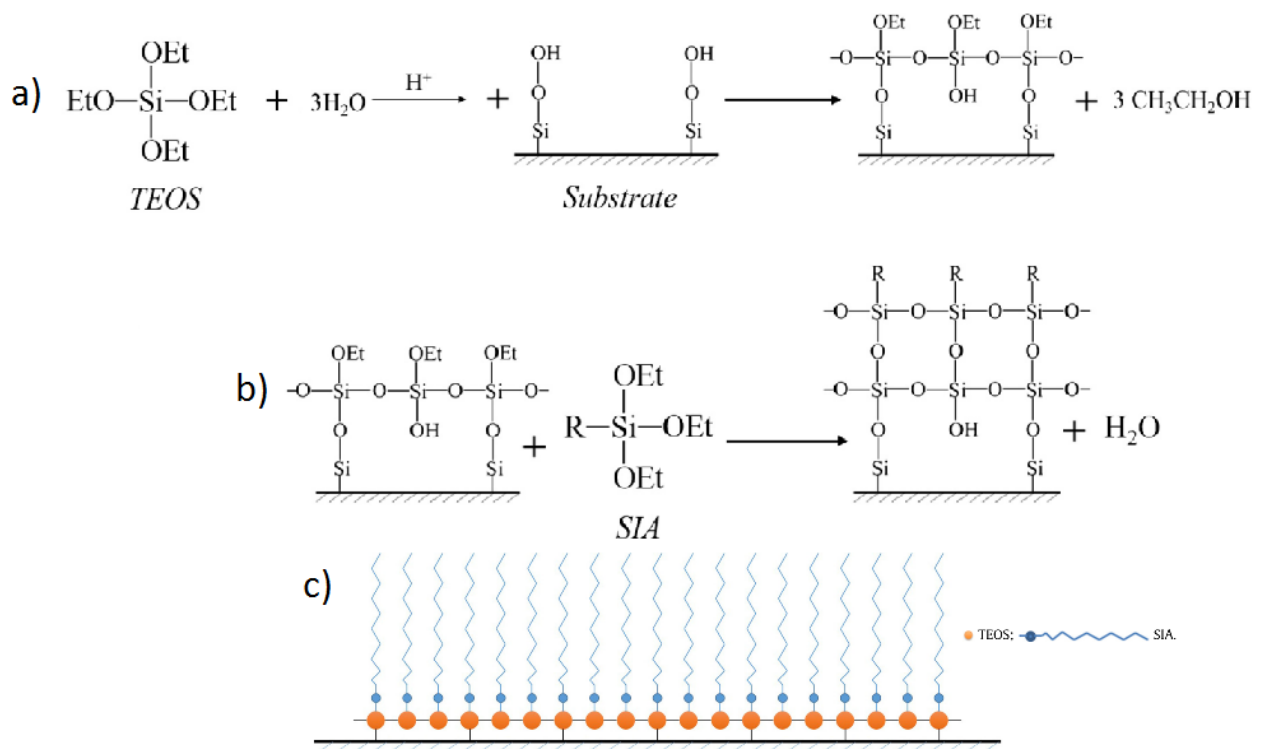 a)
OEt
EtO—Si—OEt + 3H₂O H⁺ +
OEt
TEOS
OH OH
O O
Si Si
Substrate
OEt OEt OEt
-O-Si-O-Si-O-Si-O-
O OH O
Si Si
+ 3 CH₃CH₂OH
b)
OEt OEt OEt
-O-Si-O-Si-O-Si-O-
O OH O
Si Si
+
OEt
R—Si—OEt
OEt
SIA
R R R
-O-Si-O-Si-O-Si-O-
O O O
-O-Si-O-Si-O-Si-O-
O OH O
Si Si
+ H₂O
c)
TEOS; SIA.